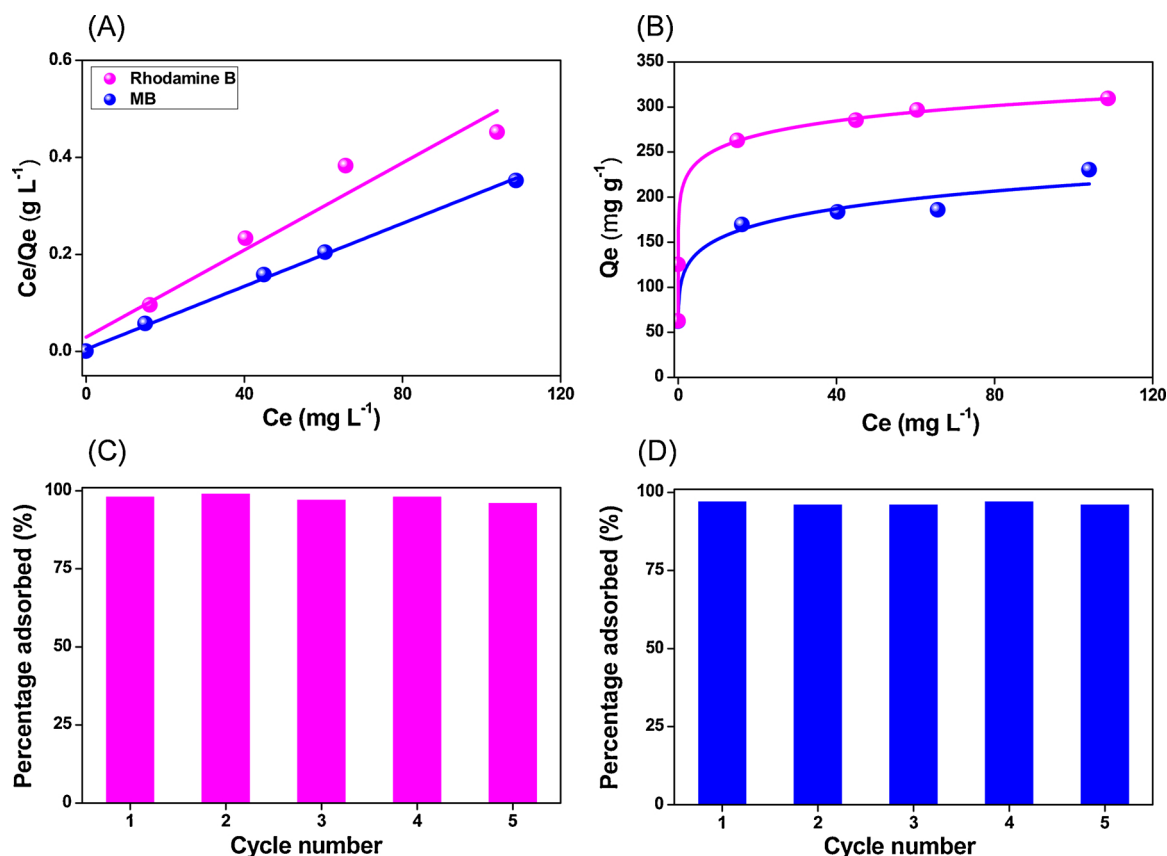 (A)
0.6
0.4
0.2
0.0
Ce/Qe (g L⁻¹)
Rhodamine B
MB
0
40
80
120
Ce (mg L⁻¹)
(B)
350
300
250
200
150
100
50
0
Qe (mg g⁻¹)
0
40
80
120
Ce (mg L⁻¹)
(C)
100
75
50
25
0
Percentage adsorbed (%)
1
2
3
4
5
Cycle number
(D)
100
75
50
25
0
Percentage adsorbed (%)
1
2
3
4
5
Cycle number